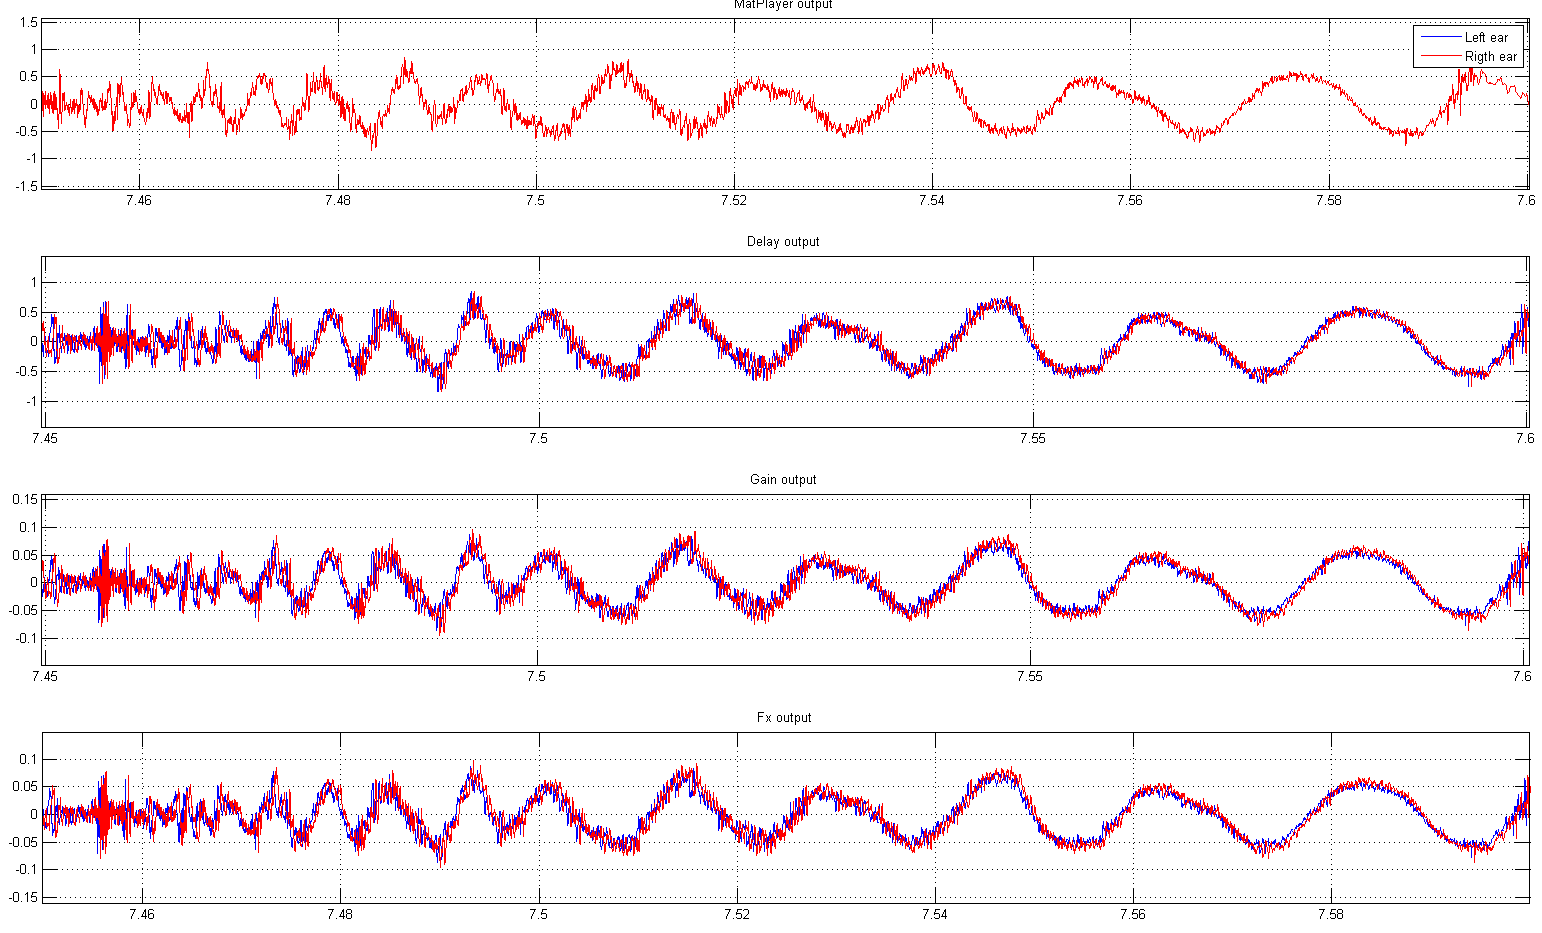 MatPlayer output
1.5
1
0.5
0
-0.5
-1
-1.5
Left ear
Rigth ear
7.46 7.48 7.5 7.52 7.54 7.56 7.58 7.6
Delay output
1
0.5
0
-0.5
-1
7.45 7.5 7.55 7.6
Gain output
0.15
0.1
0.05
0
-0.05
-0.1
7.45 7.5 7.55 7.6
Fx output
0.1
0.05
0
-0.05
-0.1
-0.15
7.46 7.48 7.5 7.52 7.54 7.56 7.58